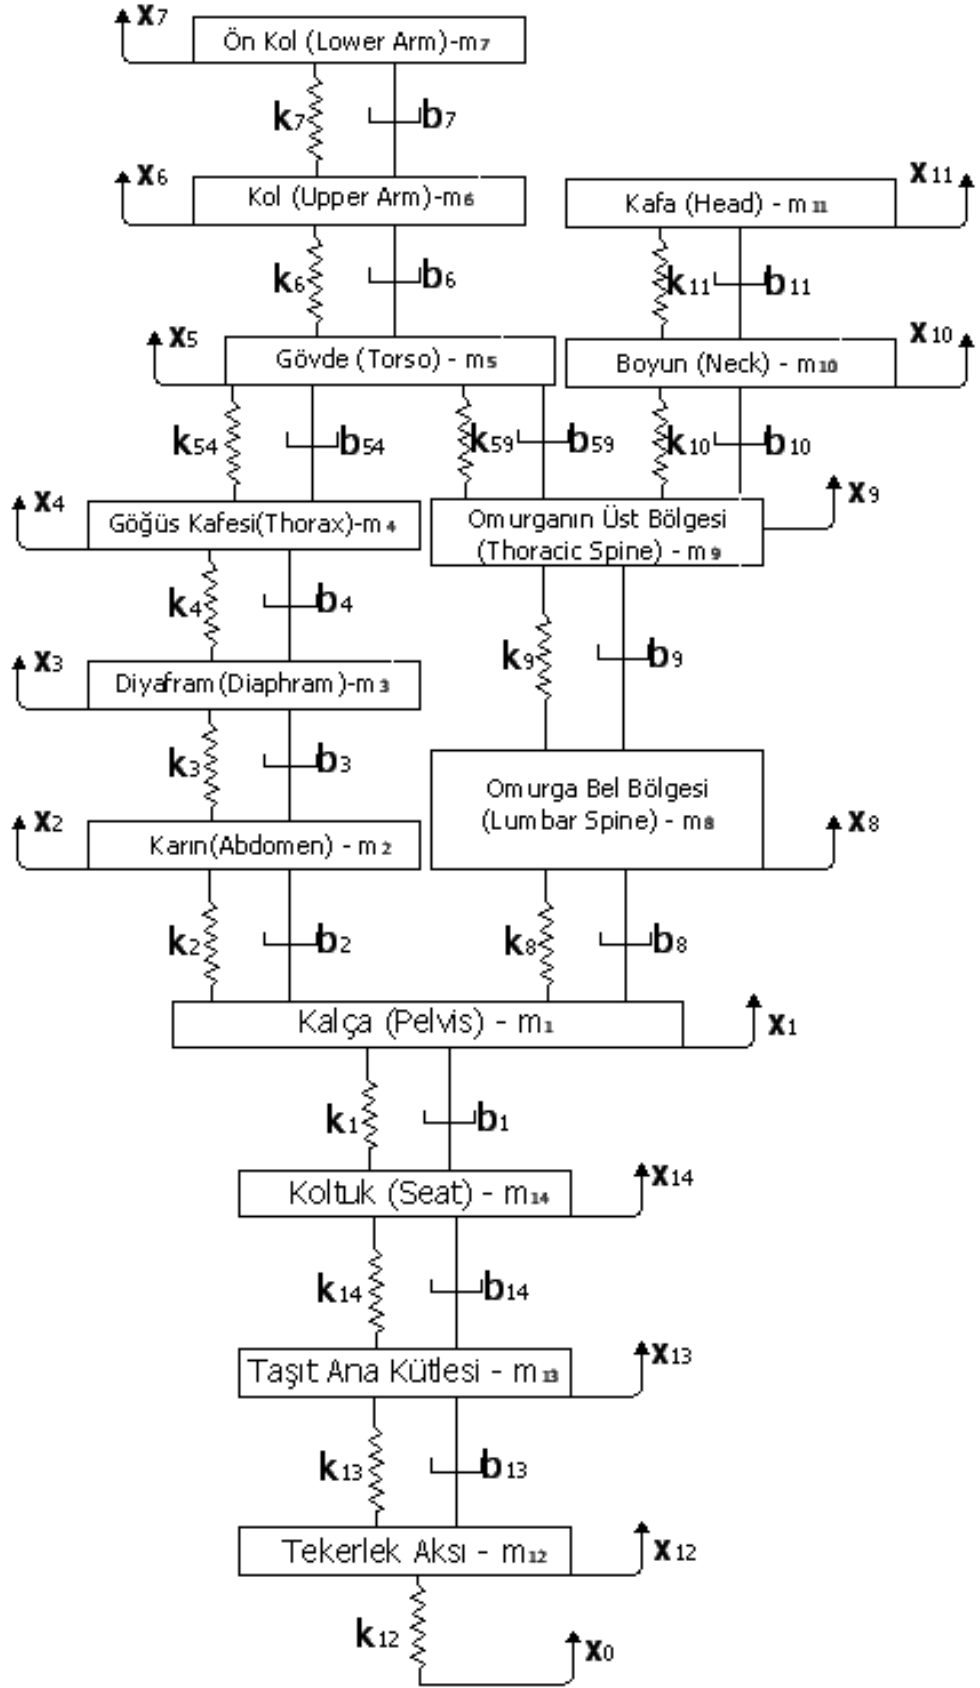 x7
Ön Kol (Lower Arm)-m7
k7
b7
x6
Kol (Upper Arm)-m6
x11
Kafa (Head) - m11
k6
b6
k11
b11
x5
Gövde (Torso) - m5
x10
Boyun (Neck) - m10
k54
b54
k59
b59
k10
b10
x4
Göğüs Kafesi(Thorax)-m4
x9
Omurganın Üst Bölgesi
(Thoracic Spine) - m9
k4
b4
x3
Diyafram(Diaphram)-m3
k9
b9
k3
b3
x2
Karın(Abdomen) - m2
Omurga Bel Bölgesi
(Lumbar Spine) - m8
x8
k2
b2
k8
b8
Kalça (Pelvis) - m1
x1
k1
b1
Koltuk (Seat) - m14
x14
k14
b14
Taşıt Ana Kütlesi - m13
x13
k13
b13
Tekerlek Aksı - m12
x12
k12
x0